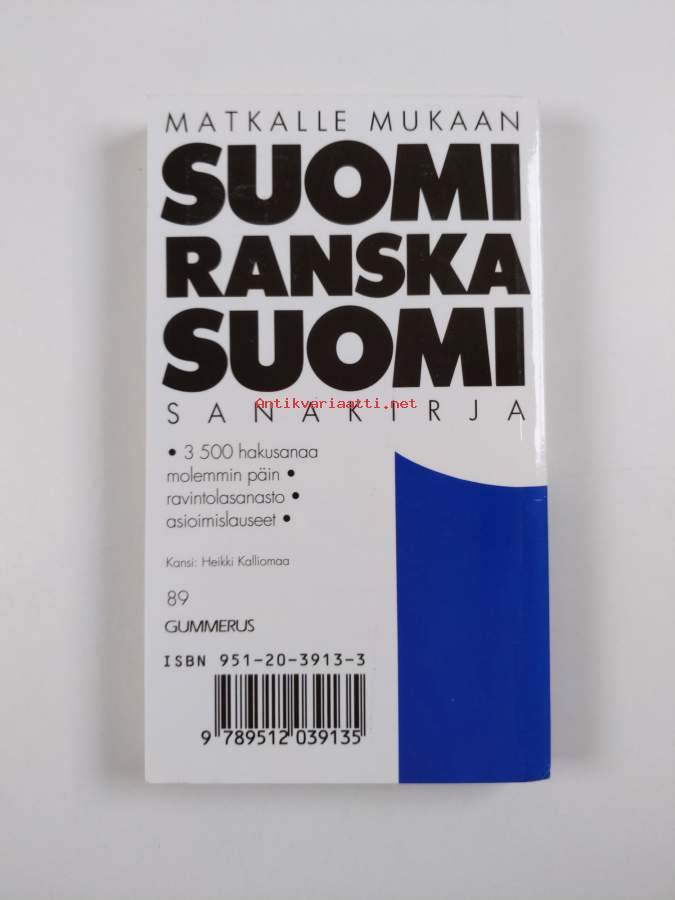 MATKALLE MUKAAN
SUOMI
RANSKA
SUOMI
Antikvariaatti.net
SANAKIRJA
• 3 500 hakusanaa
molemmin päin •
ravintolasanasto •
asioimislauseet •
Kansi: Heikki Kalliomaa
89
GUMMERUS
ISBN 951-20-3913-3
9 789512 039135